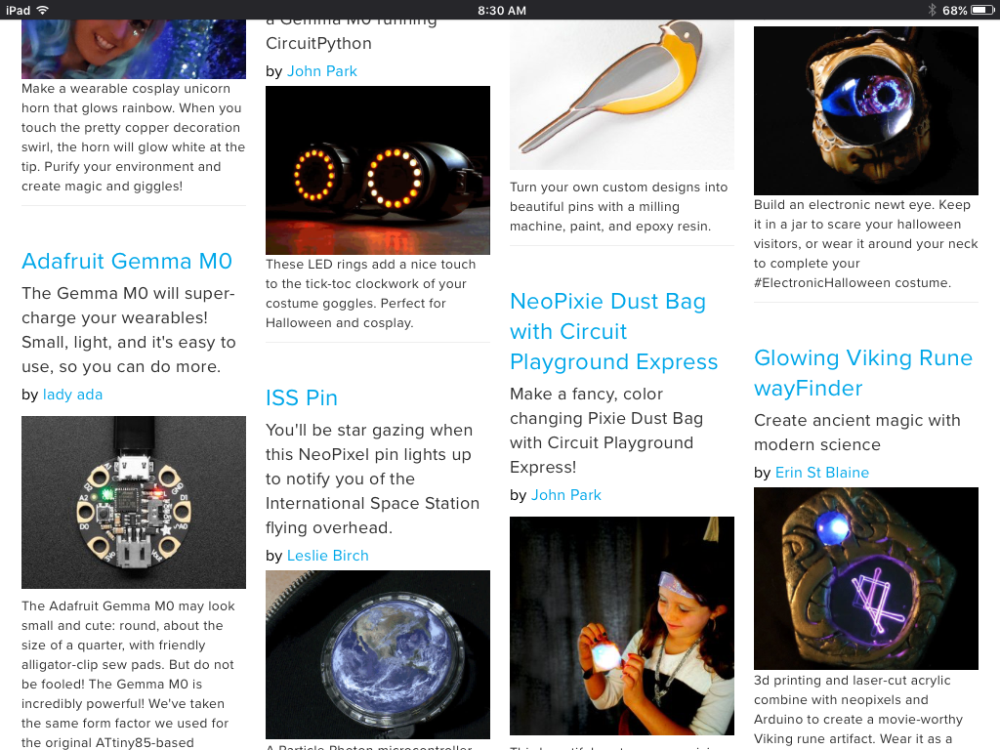 iPad
8:30 AM
68%
Make a wearable cosplay unicorn
horn that glows rainbow. When you
touch the pretty copper decoration
swirl, the horn will glow white at the
tip. Purify your environment and
create magic and giggles!
Adafruit Gemma M0
The Gemma M0 will super-
charge your wearables!
Small, light, and it's easy to
use, so you can do more.
by lady ada
A1
D2
A2
D0
3Vo
GND
D1
A0
Vout
The Adafruit Gemma M0 may look
small and cute: round, about the
size of a quarter, with friendly
alligator-clip sew pads. But do not
be fooled! The Gemma M0 is
incredibly powerful! We've taken
the same form factor we used for
the original ATtiny85-based
a Gemma M0 running
CircuitPython
by John Park
These LED rings add a nice touch
to the tick-toc clockwork of your
costume goggles. Perfect for
Halloween and cosplay.
ISS Pin
You'll be star gazing when
this NeoPixel pin lights up
to notify you of the
International Space Station
flying overhead.
by Leslie Birch
A Particle Photon microcontroller
Turn your own custom designs into
beautiful pins with a milling
machine, paint, and epoxy resin.
NeoPixie Dust Bag
with Circuit
Playground Express
Make a fancy, color
changing Pixie Dust Bag
with Circuit Playground
Express!
by John Park
Build an electronic newt eye. Keep
it in a jar to scare your halloween
visitors, or wear it around your neck
to complete your
#ElectronicHalloween costume.
Glowing Viking Rune
wayFinder
Create ancient magic with
modern science
by Erin St Blaine
3d printing and laser-cut acrylic
combine with neopixels and
Arduino to create a movie-worthy
Viking rune artifact. Wear it as a